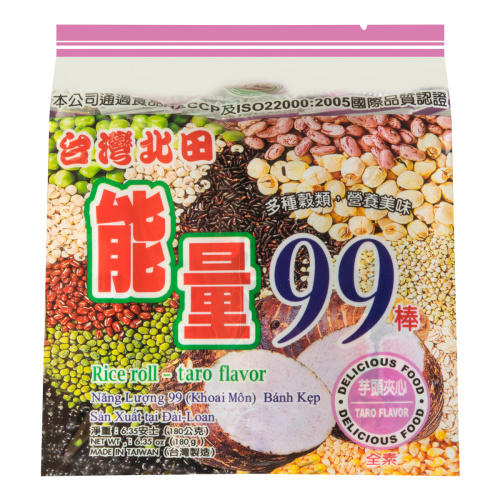 本公司通過食品HACCP及ISO22000:2005國際品質認證
台灣北田
多種穀類，營養美味
能量99棒
Rice roll - taro flavor
Năng Lượng 99 (Khoai Môn) Bánh Kẹp
Sản Xuất tại Đài-Loan
淨重：6.35安士 (180公克)
NET WT．: 6.35 oz (180g)
MADE IN TAIWAN (台灣製造)
DELICIOUS FOOD
芋頭夾心
TARO FLAVOR
DELICIOUS FOOD
全素